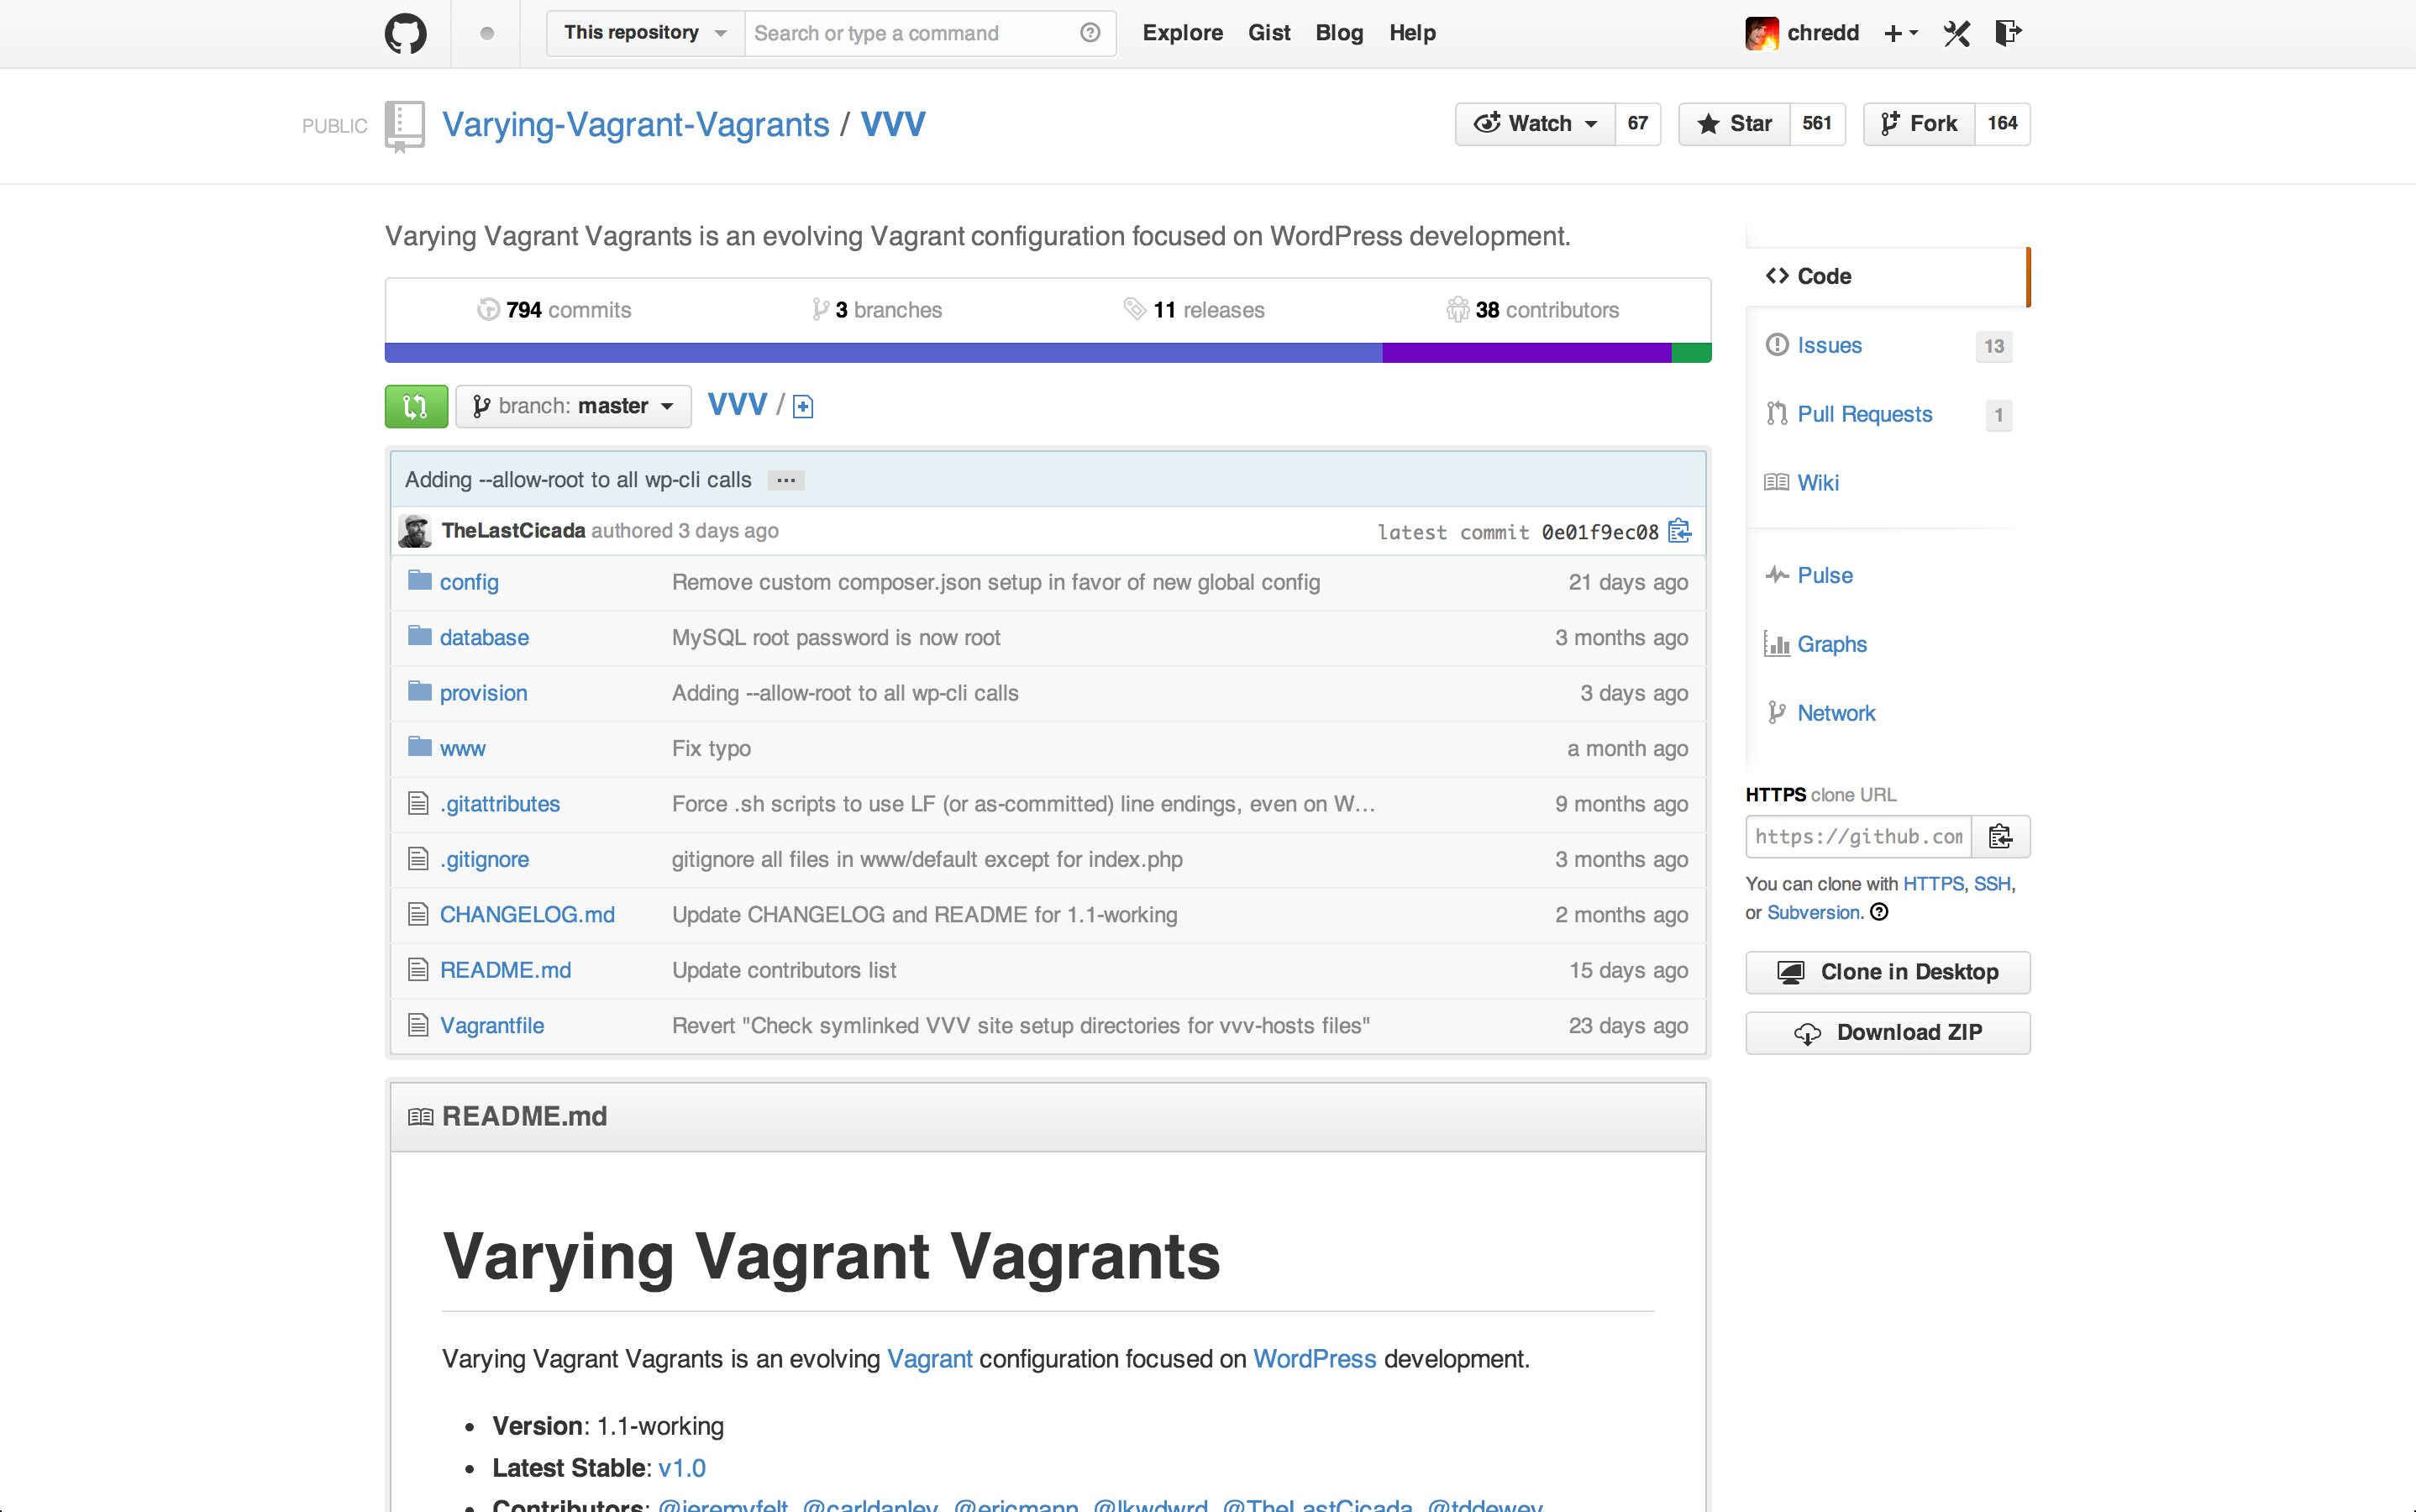 This repository Search or type a command Explore Gist Blog Help chredd
PUBLIC Varying-Vagrant-Vagrants / VVV Watch 67 Star 561 Fork 164
Varying Vagrant Vagrants is an evolving Vagrant configuration focused on WordPress development.
794 commits 3 branches 11 releases 38 contributors
branch: master VVV /
Adding --allow-root to all wp-cli calls ...
TheLastCicada authored 3 days ago latest commit 0e01f9ec08
config Remove custom composer.json setup in favor of new global config 21 days ago
database MySQL root password is now root 3 months ago
provision Adding --allow-root to all wp-cli calls 3 days ago
www Fix typo a month ago
.gitattributes Force .sh scripts to use LF (or as-committed) line endings, even on W… 9 months ago
.gitignore gitignore all files in www/default except for index.php 3 months ago
CHANGELOG.md Update CHANGELOG and README for 1.1-working 2 months ago
README.md Update contributors list 15 days ago
Vagrantfile Revert "Check symlinked VVV site setup directories for vvv-hosts files" 23 days ago
Code
Issues 13
Pull Requests 1
Wiki
Pulse
Graphs
Network
HTTPS clone URL
https://github.com
You can clone with HTTPS, SSH,
or Subversion.
Clone in Desktop
Download ZIP
README.md
Varying Vagrant Vagrants
Varying Vagrant Vagrants is an evolving Vagrant configuration focused on WordPress development.
• Version: 1.1-working
• Latest Stable: v1.0
• Contributors: @jeremyfelt, @carldanley, @ericmann, @lkwdwrd, @TheLastCicada, @tddewey